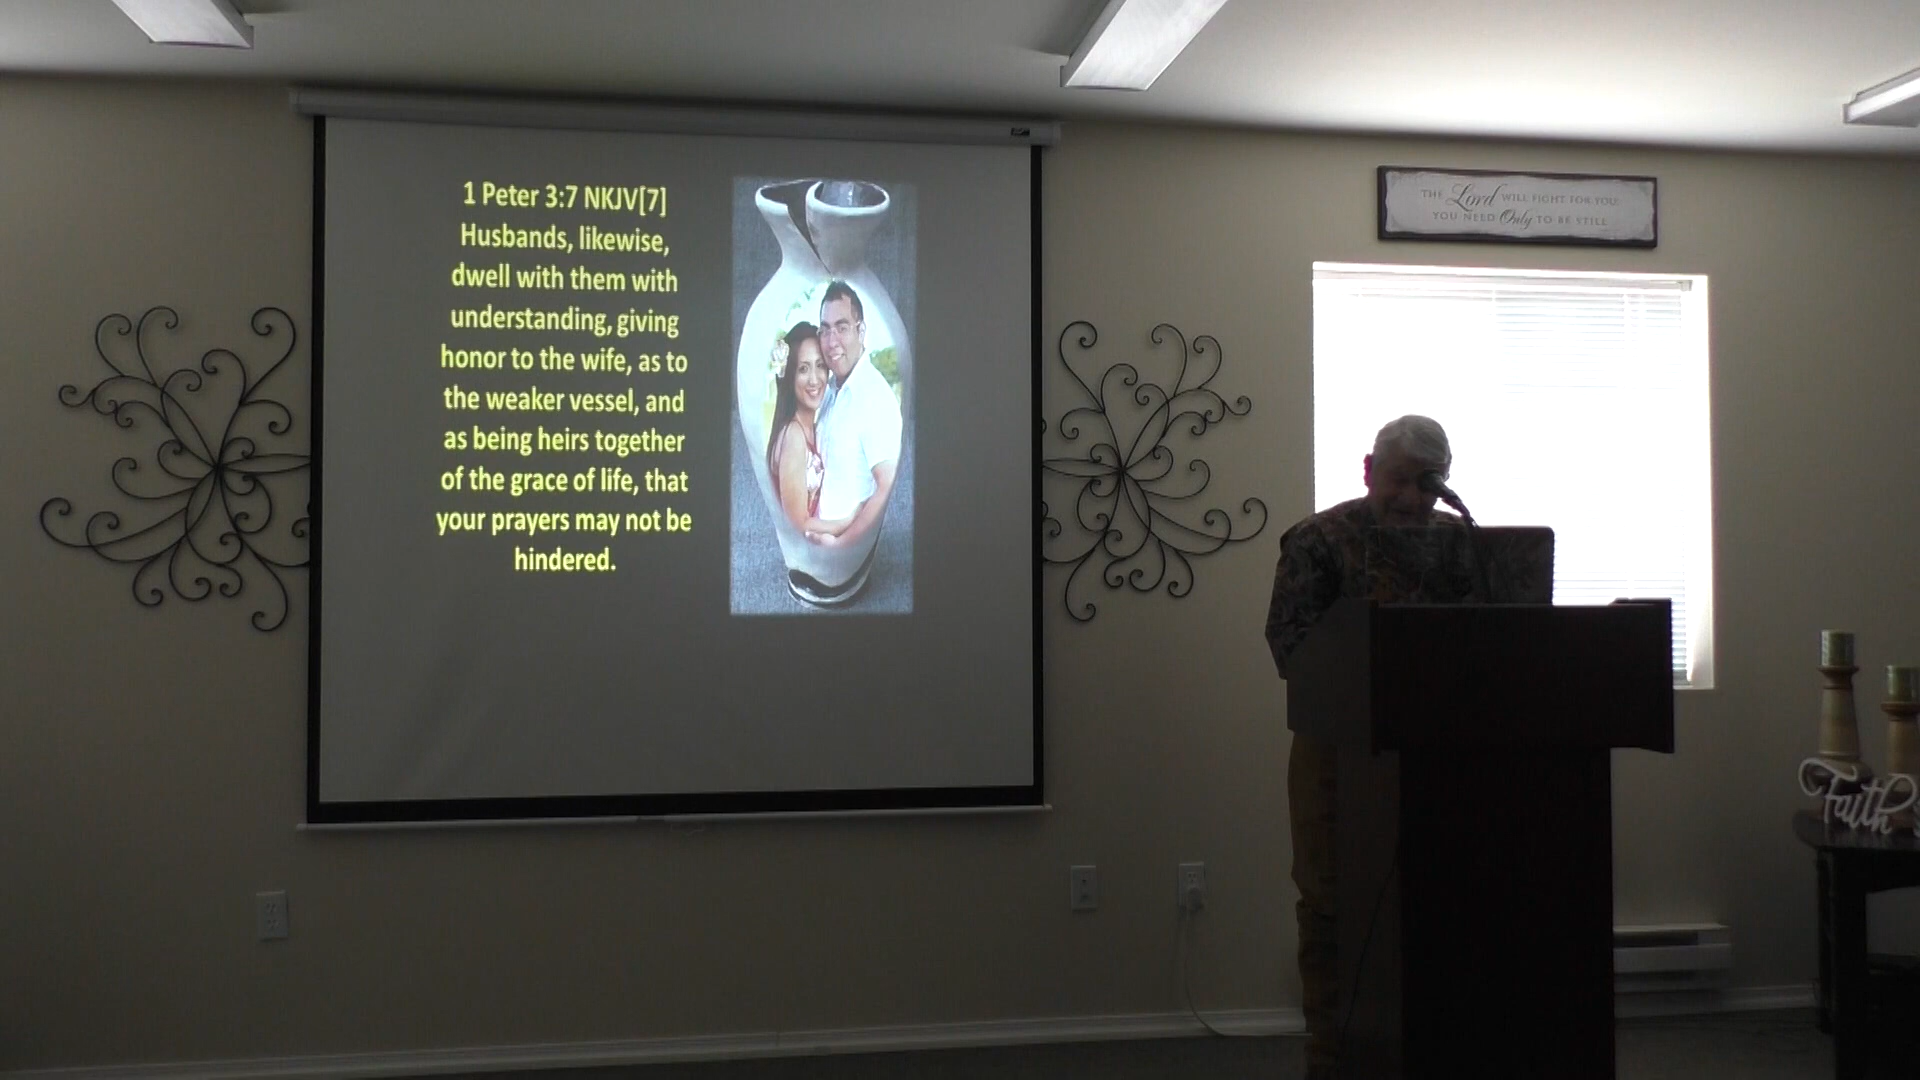 1 Peter 3:7 NKJV[7]
Husbands, likewise,
dwell with them with
understanding, giving
honor to the wife, as to
the weaker vessel, and
as being heirs together
of the grace of life, that
your prayers may not be
hindered.
THE Lord WILL FIGHT FOR YOU;
YOU NEED Only TO BE STILL
Faith